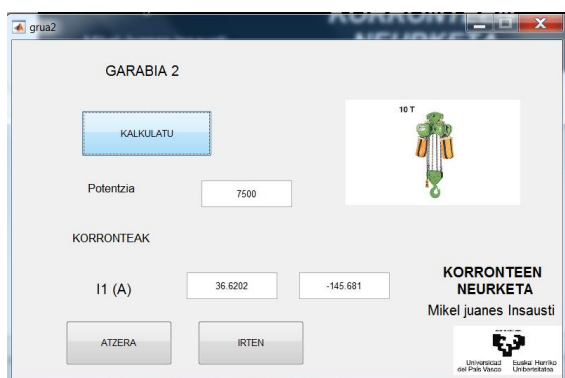 grua2
GARABIA 2
KALKULATU
10 T
Potentzia
7500
KORRONTEAK
I1 (A)
36.6202
-145.681
KORRONTEEN
NEURKETA
Mikel juanes Insausti
ATZERA
IRTEN
Universidad
del País Vasco
Euskal Herriko
Unibertsitatea